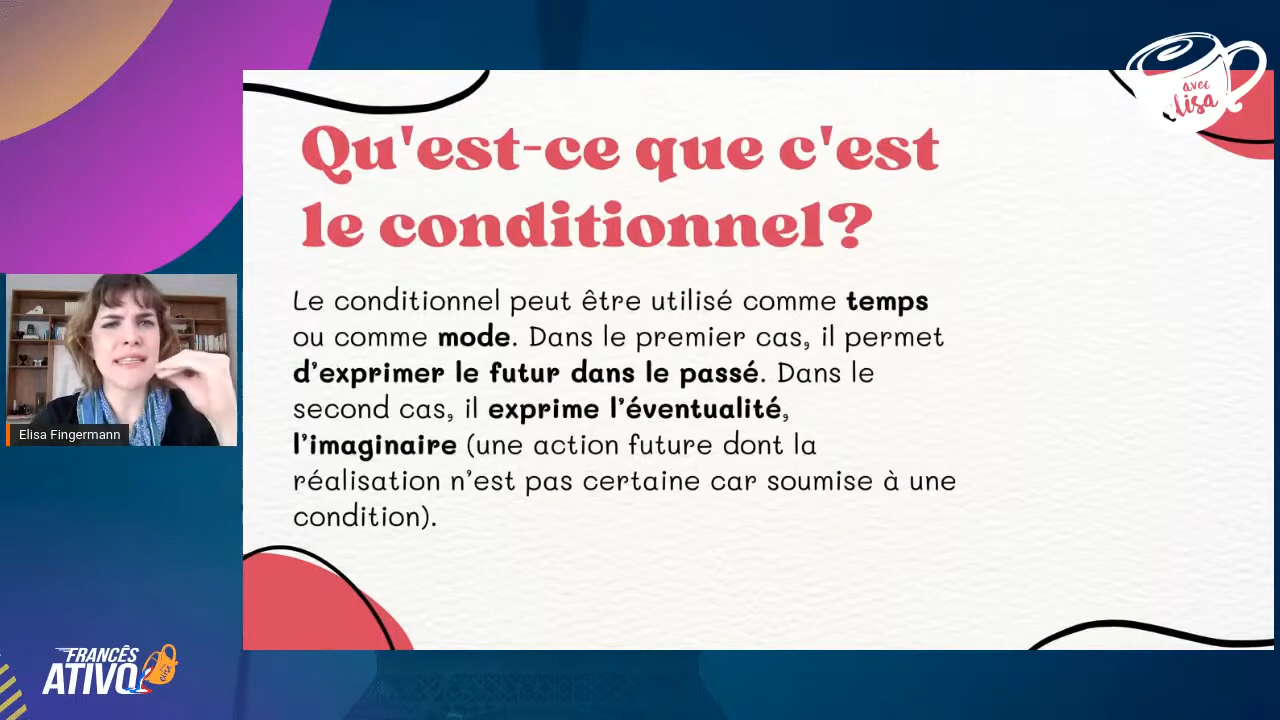 avec
elisa
Qu'est-ce que c'est
le conditionnel?
Le conditionnel peut être utilisé comme temps
ou comme mode. Dans le premier cas, il permet
d'exprimer le futur dans le passé. Dans le
second cas, il exprime l'éventualité,
l'imaginaire (une action future dont la
réalisation n'est pas certaine car soumise à une
condition).
Elisa Fingermann
FRANCÊS
ATIVO